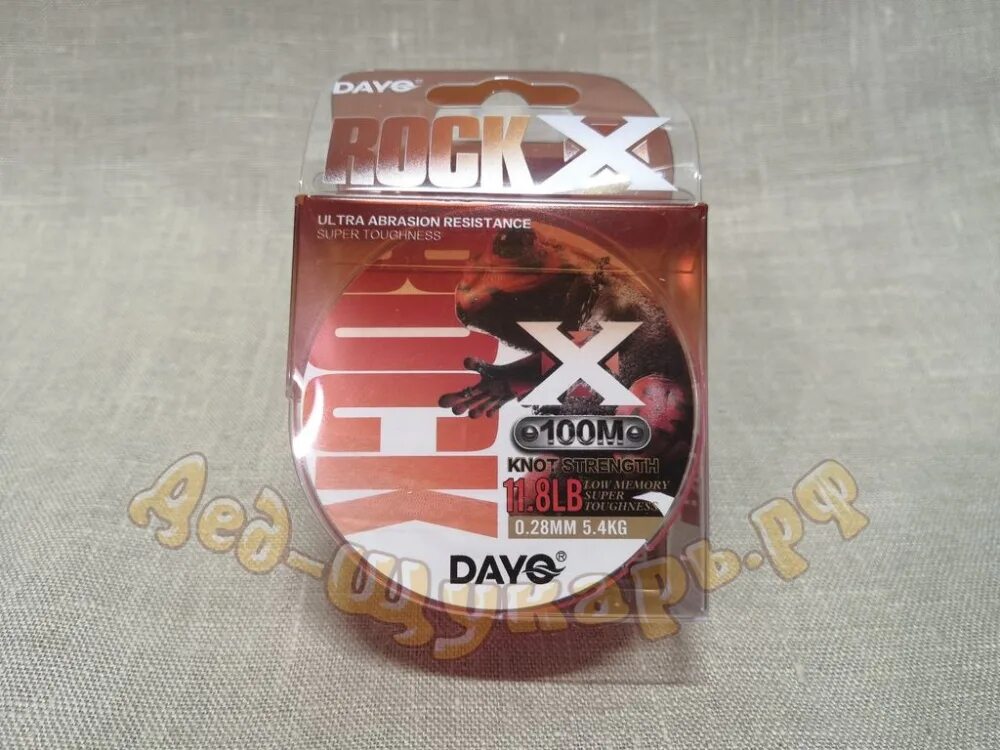 DAYO®
ROCK X
ULTRA ABRASION RESISTANCE
SUPER TOUGHNESS
ROCK
X
100M
KNOT STRENGTH
11.8LB
LOW MEMORY
SUPER
TOUGHNESS
0.28MM 5.4KG
DAYO®
Дед-Щукарь.рф